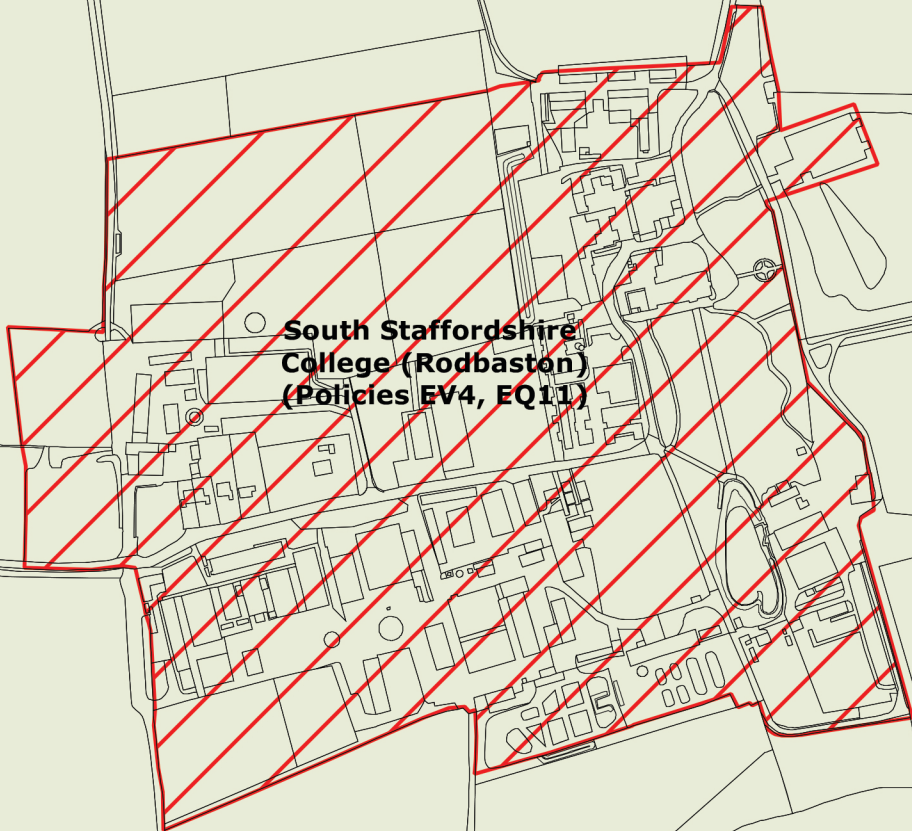 South Staffordshire
College (Rodbaston)
(Policies EV4, EQ11)